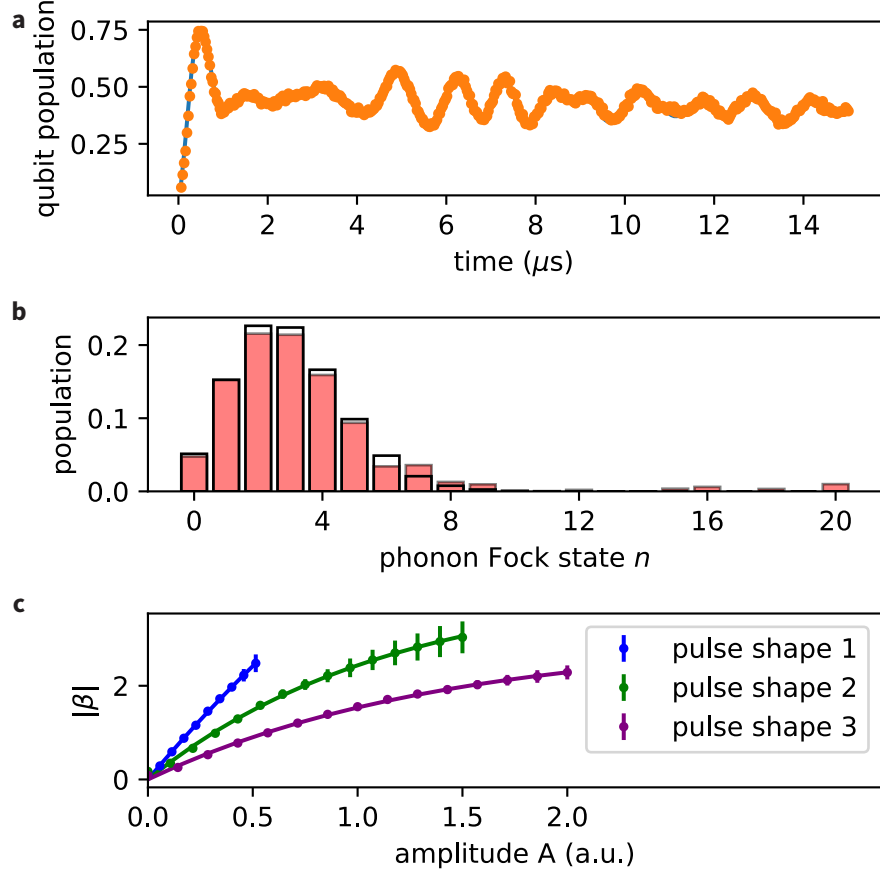 a
0.75
0.50
0.25
qubit population
0 2 4 6 8 10 12 14
time (μs)
b
0.2
0.1
0.0
population
0 4 8 12 16 20
phonon Fock state n
c
2
0
|β|
pulse shape 1
pulse shape 2
pulse shape 3
0.0 0.5 1.0 1.5 2.0
amplitude A (a.u.)